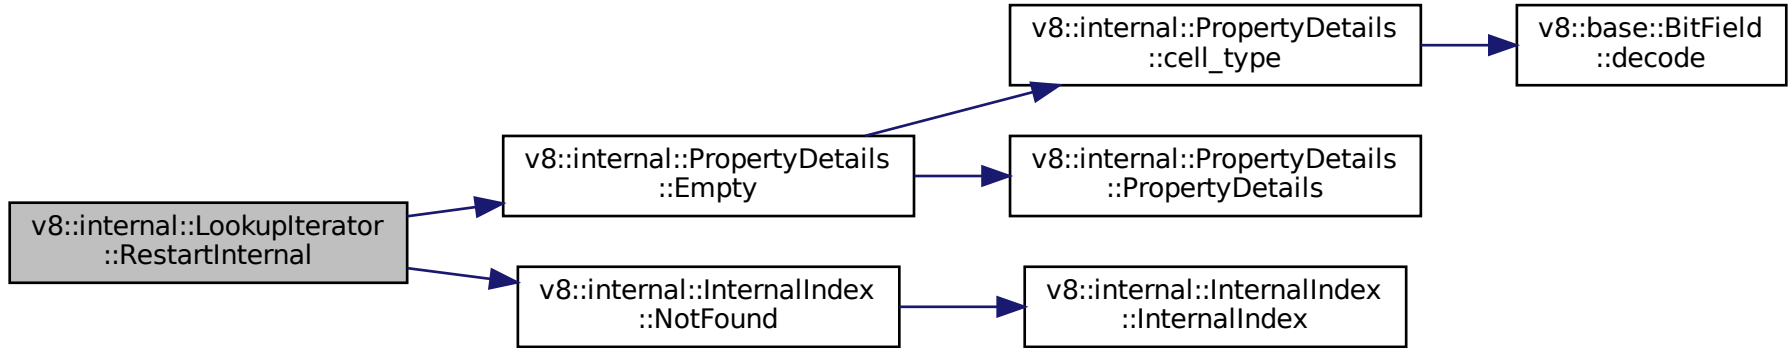 v8::internal::LookupIterator
::RestartInternal
v8::internal::PropertyDetails
::Empty
v8::internal::PropertyDetails
::cell_type
v8::base::BitField
::decode
v8::internal::PropertyDetails
::PropertyDetails
v8::internal::InternalIndex
::NotFound
v8::internal::InternalIndex
::InternalIndex